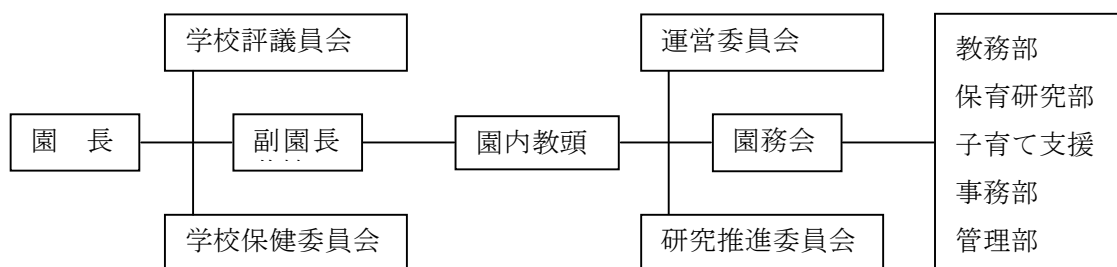 学校評議員会
運営委員会
園　長
副園長
園内教頭
園務会
学校保健委員会
研究推進委員会
教務部
保育研究部
子育て支援
事務部
管理部